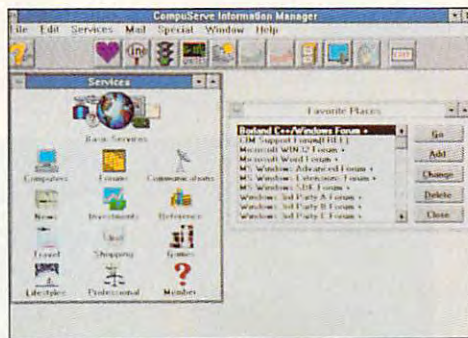 CompuServe Information Manager
File Edit Services Mail Special Window Help
Services
Basic Services
Computers Forums Communications
News Investments Reference
Travel Shopping Games
Lifestyles Professional Member
Favorite Places
Borland C++/Windows Forum +
CIM Support Forum(FREE)
Microsoft WIN32 Forum +
Microsoft Word Forum +
MS Windows Advanced Forum +
MS Windows Extensions Forum +
MS Windows SDK Forum +
Windows 3rd Party A Forum +
Windows 3rd Party B Forum +
Windows 3rd Party C Forum +
Go
Add
Change
Delete
Close
EXIT